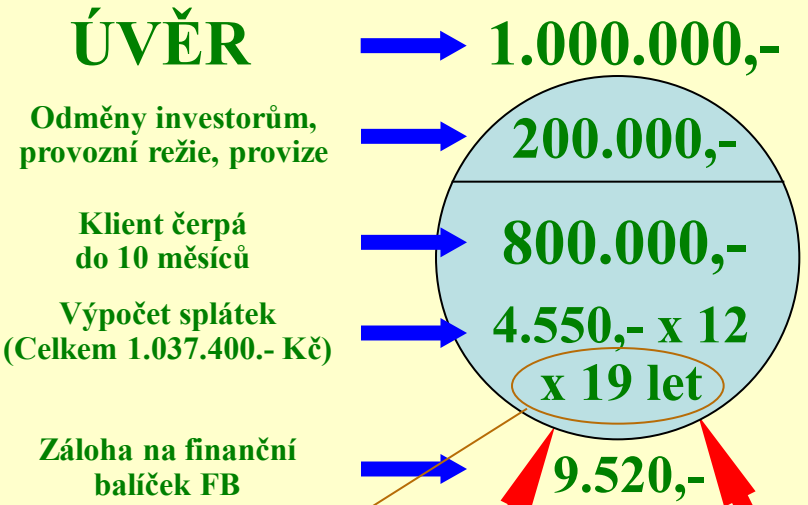 ÚVĚR
1.000.000,-
Odměny investorům,
provozní režie, provize
200.000,-
Klient čerpá
do 10 měsíců
800.000,-
Výpočet splátek
(Celkem 1.037.400.- Kč)
4.550,- x 12
x 19 let
Záloha na finanční
balíček FB
9.520,-